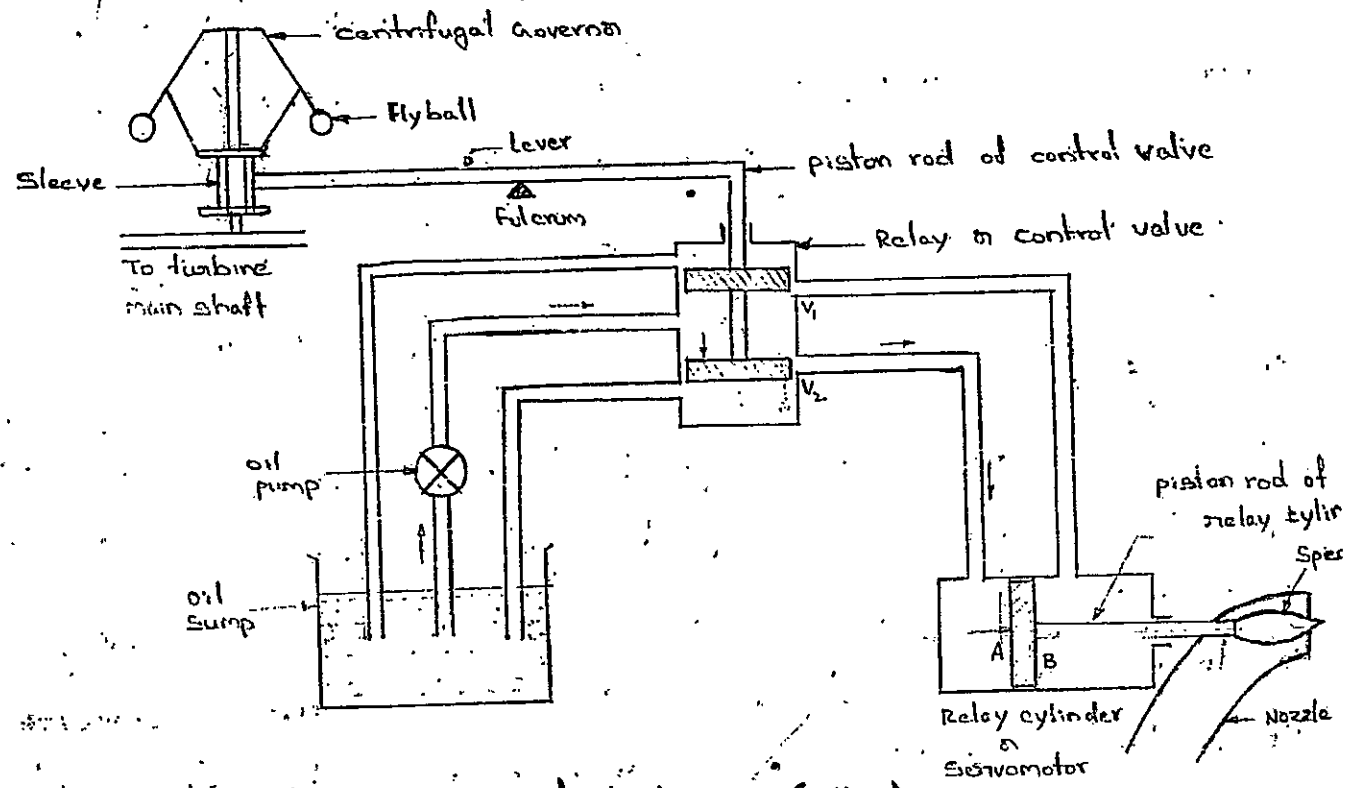 centrifugal Governor
Flyball
Lever
piston rod of control valve
Sleeve
Fulcrum
Relay or control valve
To turbine
main shaft
V₁
V₂
oil
pump
piston rod of
relay cylin
Spear
oil
sump
A
B
Relay cylinder
or
Servomotor
Nozzle